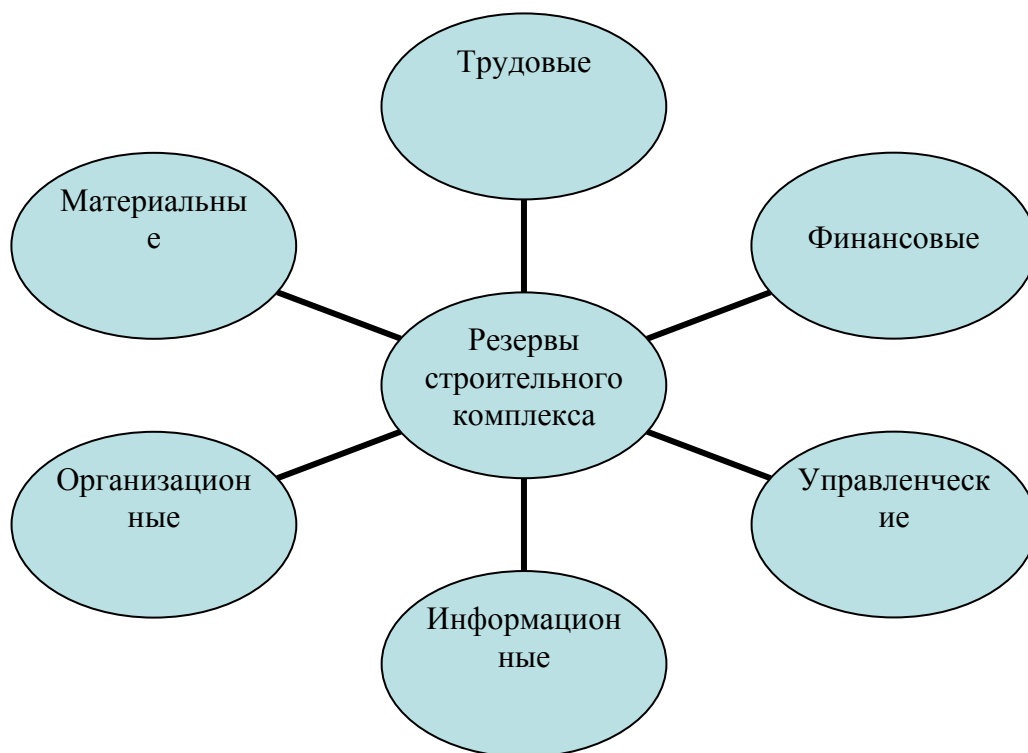 Трудовые
Материальны
е
Финансовые
Резервы
строительного
комплекса
Организацион
ные
Управленческ
ие
Информацион
ные